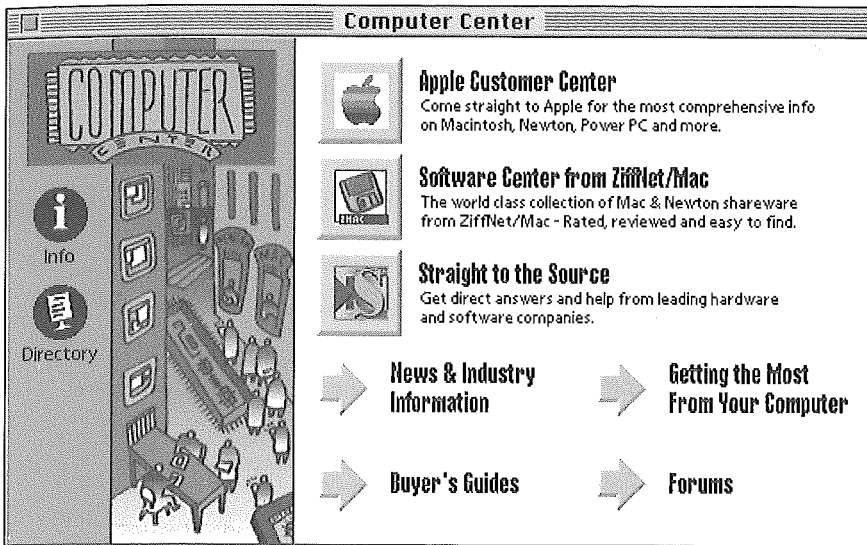 Computer Center
COMPUTER
CENTER
Info
Directory
Apple Customer Center
Come straight to Apple for the most comprehensive info
on Macintosh, Newton, Power PC and more.
ZMAC
Software Center from ZiffNet/Mac
The world class collection of Mac & Newton shareware
from ZiffNet/Mac - Rated, reviewed and easy to find.
Straight to the Source
Get direct answers and help from leading hardware
and software companies.
News & Industry
Information
Getting the Most
From Your Computer
Buyer's Guides
Forums